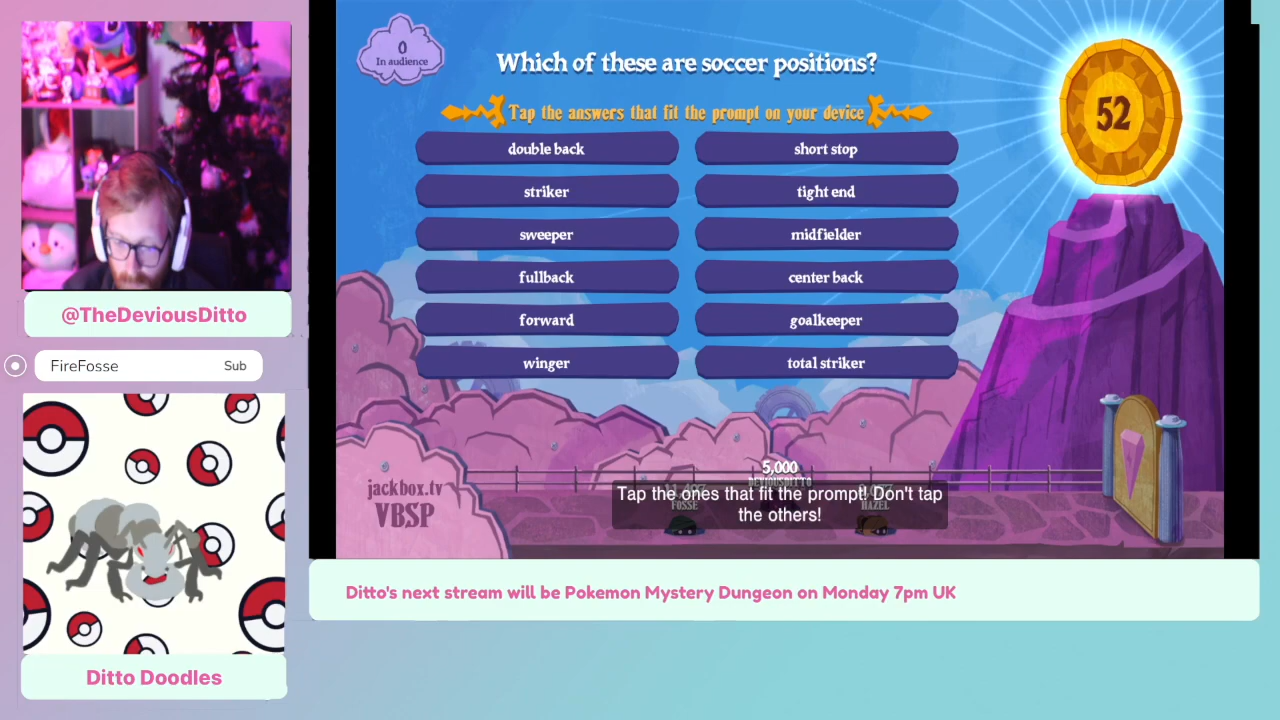 0
In audience
Which of these are soccer positions?
52
Tap the answers that fit the prompt on your device
double back
short stop
striker
tight end
sweeper
midfielder
fullback
center back
forward
goalkeeper
winger
total striker
@TheDeviousDitto
FireFosse
Sub
jackbox.tv
VBSP
5,000
DEVIOUSDITTO
FOSSE
HAZEL
Tap the ones that fit the prompt! Don't tap
the others!
Ditto's next stream will be Pokemon Mystery Dungeon on Monday 7pm UK
Ditto Doodles